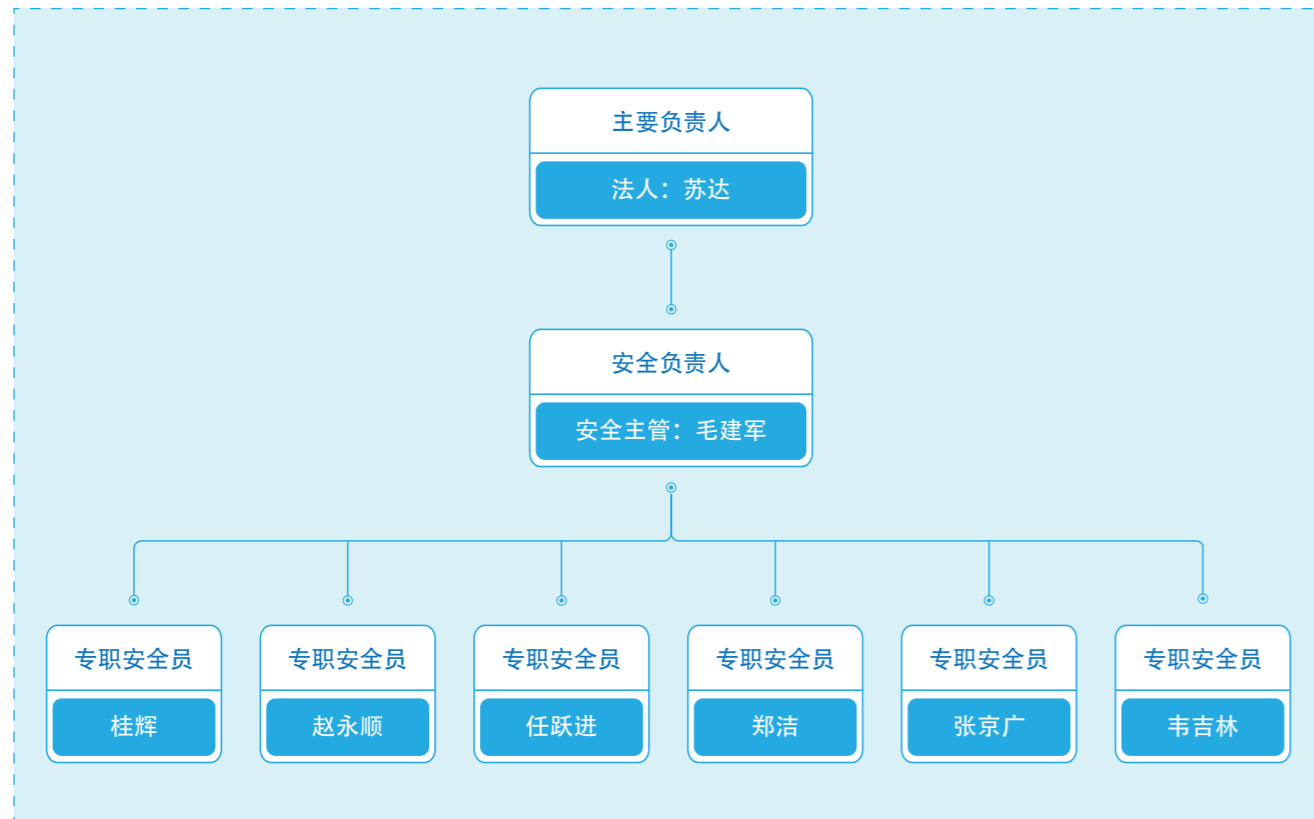 主要负责人
法人：苏达
安全负责人
安全主管：毛建军
专职安全员
桂辉
专职安全员
赵永顺
专职安全员
任跃进
专职安全员
郑洁
专职安全员
张京广
专职安全员
韦吉林